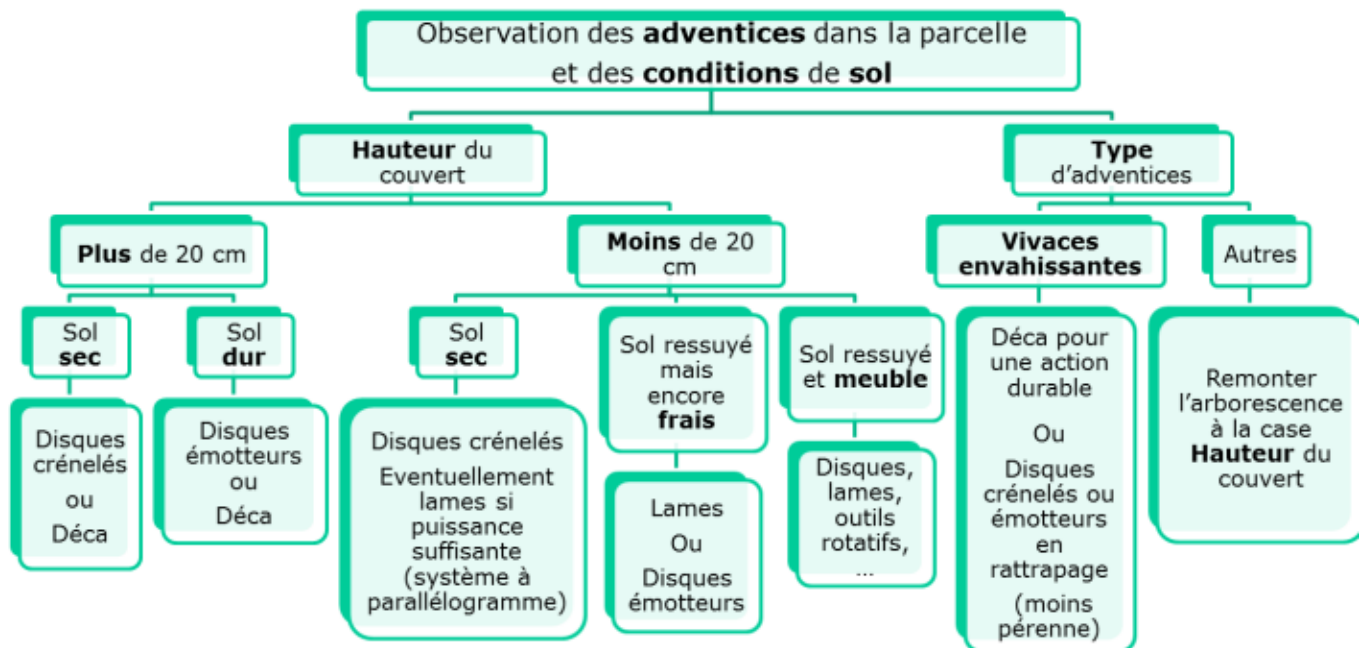 Observation des adventices dans la parcelle
et des conditions de sol
Hauteur du
couvert
Type
d'adventices
Plus de 20 cm
Moins de 20
cm
Vivaces
envahissantes
Autres
Sol
sec
Sol
dur
Sol
sec
Sol ressuyé
mais
encore
frais
Sol ressuyé
et meuble
Disques
crénelés
ou
Déca
Disques
émotteurs
ou
Déca
Disques crénelés
Eventuellement
lames si
puissance
suffisante
(système à
parallélogramme)
Lames
Ou
Disques
émotteurs
Disques,
lames,
outils
rotatifs,
...
Déca pour
une action
durable
Ou
Disques
crénelés ou
émotteurs
en
rattrapage
(moins
pérenne)
Remonter
l'arborescence
à la case
Hauteur du
couvert